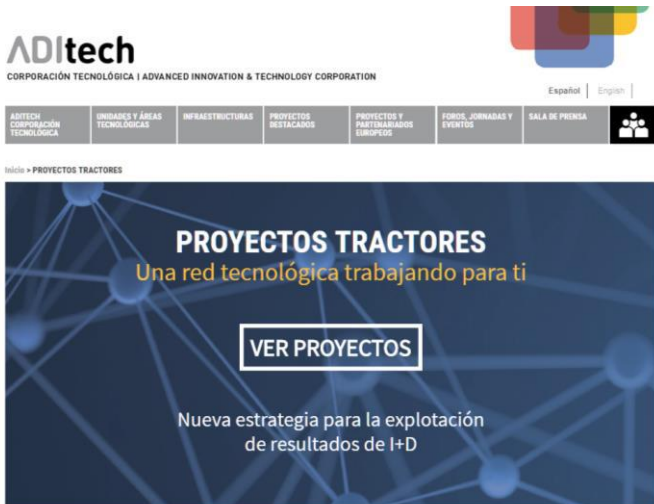 ADItech
CORPORACIÓN TECNOLÓGICA | ADVANCED INNOVATION & TECHNOLOGY CORPORATION
Español | English |
ADITECH
CORPORACIÓN
TECNOLÓGICA
UNIDADES Y ÁREAS
TECNOLÓGICAS
INFRAESTRUCTURAS
PROYECTOS
DESTACADOS
PROYECTOS Y
PARTENARIADOS
EUROPEOS
FOROS, JORNADAS Y
EVENTOS
SALA DE PRENSA
Inicio > PROYECTOS TRACTORES
PROYECTOS TRACTORES
Una red tecnológica trabajando para ti
VER PROYECTOS
Nueva estrategia para la explotación
de resultados de I+D